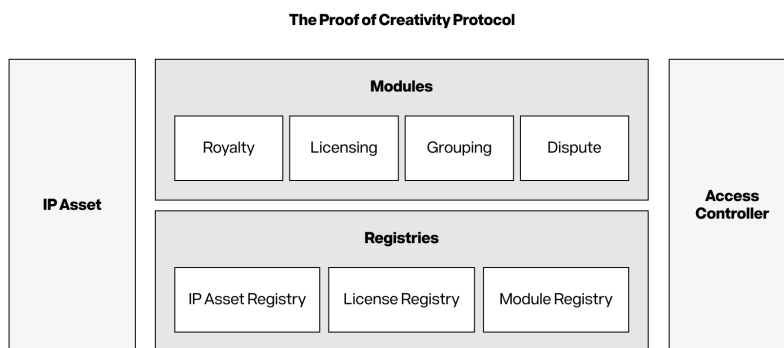 The Proof of Creativity Protocol
IP Asset
Modules
Royalty
Licensing
Grouping
Dispute
Registries
IP Asset Registry
License Registry
Module Registry
Access
Controller